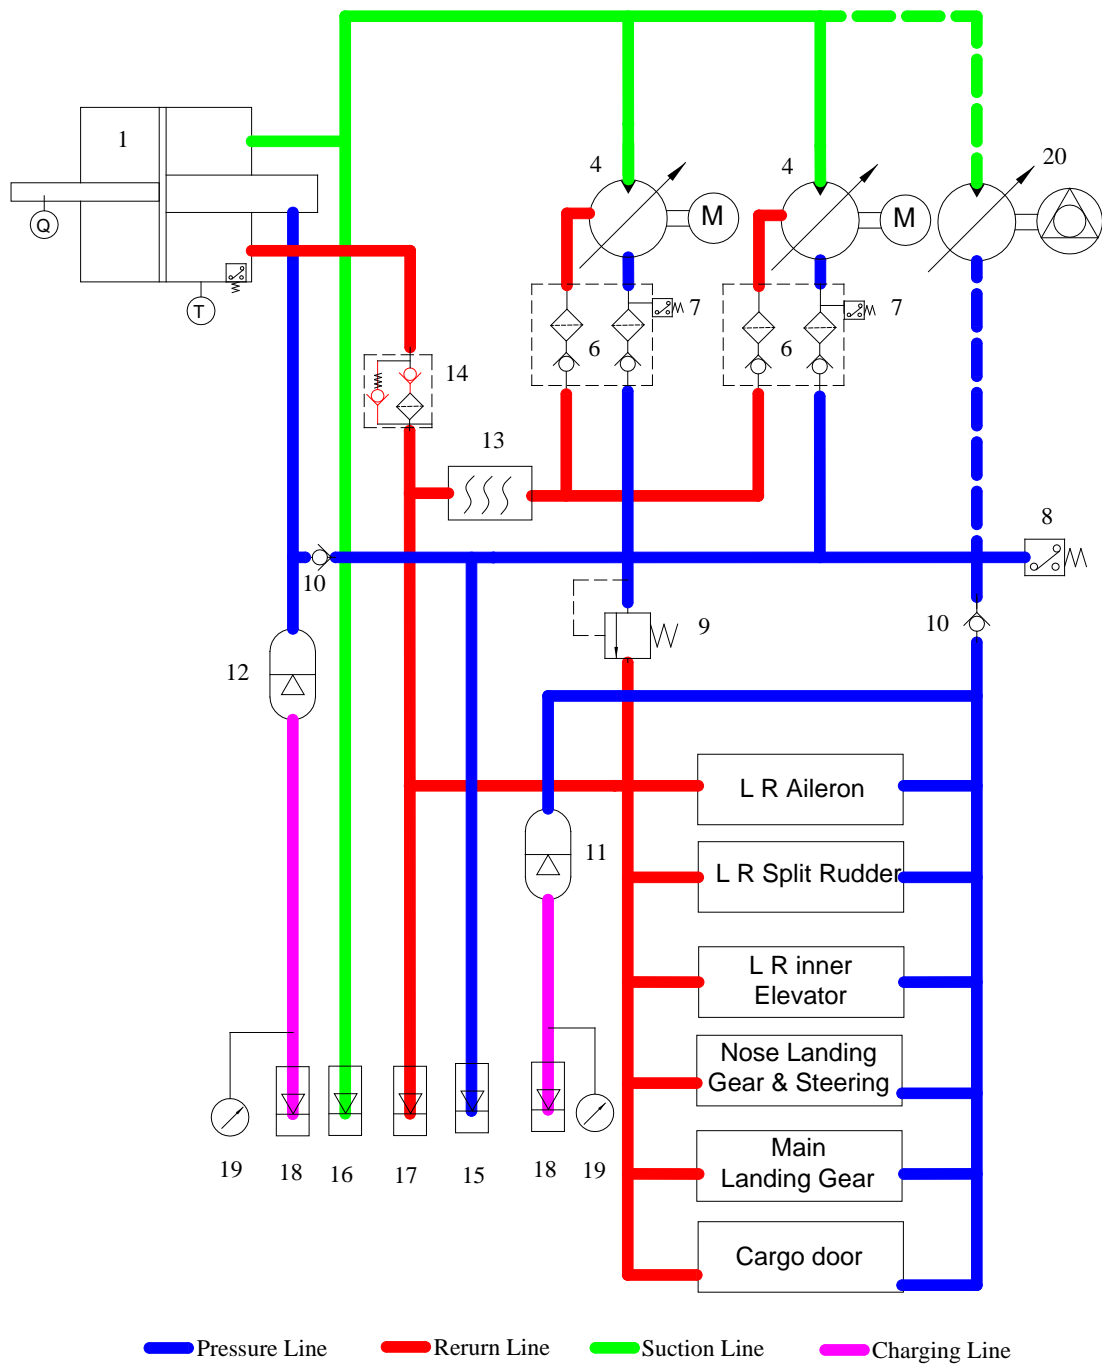 1
4
4
20
M
M
Q
T
7
7
6
6
14
13
8
10
10
9
12
L R Aileron
11
L R Split Rudder
L R inner
Elevator
Nose Landing
Gear & Steering
Main
Landing Gear
19
18
16
17
15
18
19
Cargo door
Pressure Line
Rerurn Line
Suction Line
Charging Line